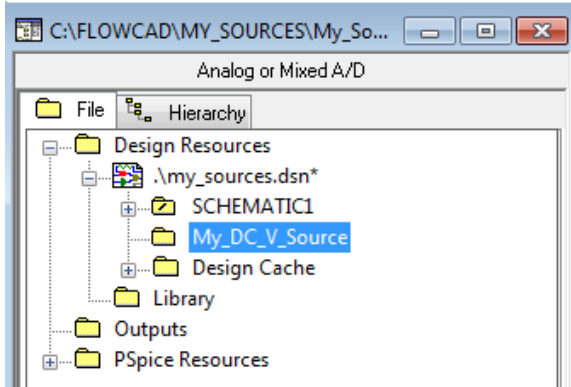 C:\FLOWCAD\MY_SOURCES\My_So...
Analog or Mixed A/D
File Hierarchy
Design Resources
.\my_sources.dsn*
SCHEMATIC1
My_DC_V_Source
Design Cache
Library
Outputs
PSpice Resources